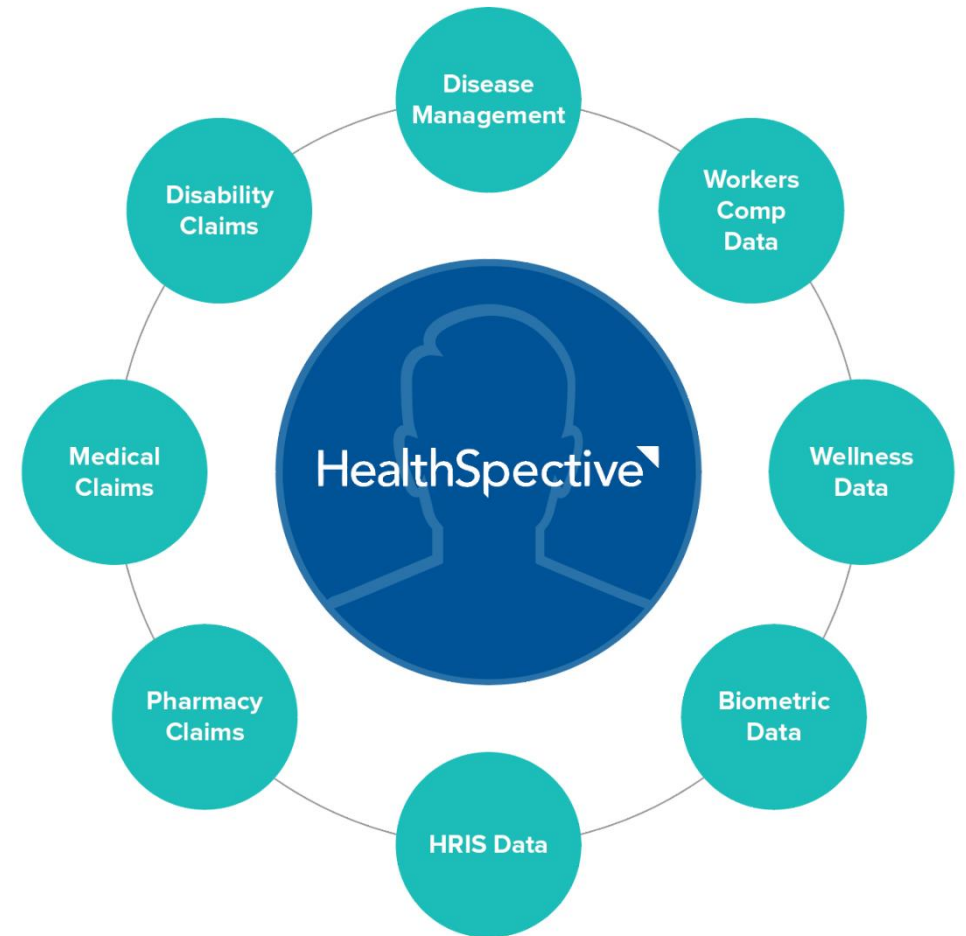 Disease
Management
Workers
Comp
Data
Wellness
Data
Biometric
Data
HRIS Data
Pharmacy
Claims
Medical
Claims
Disability
Claims
HealthSpective